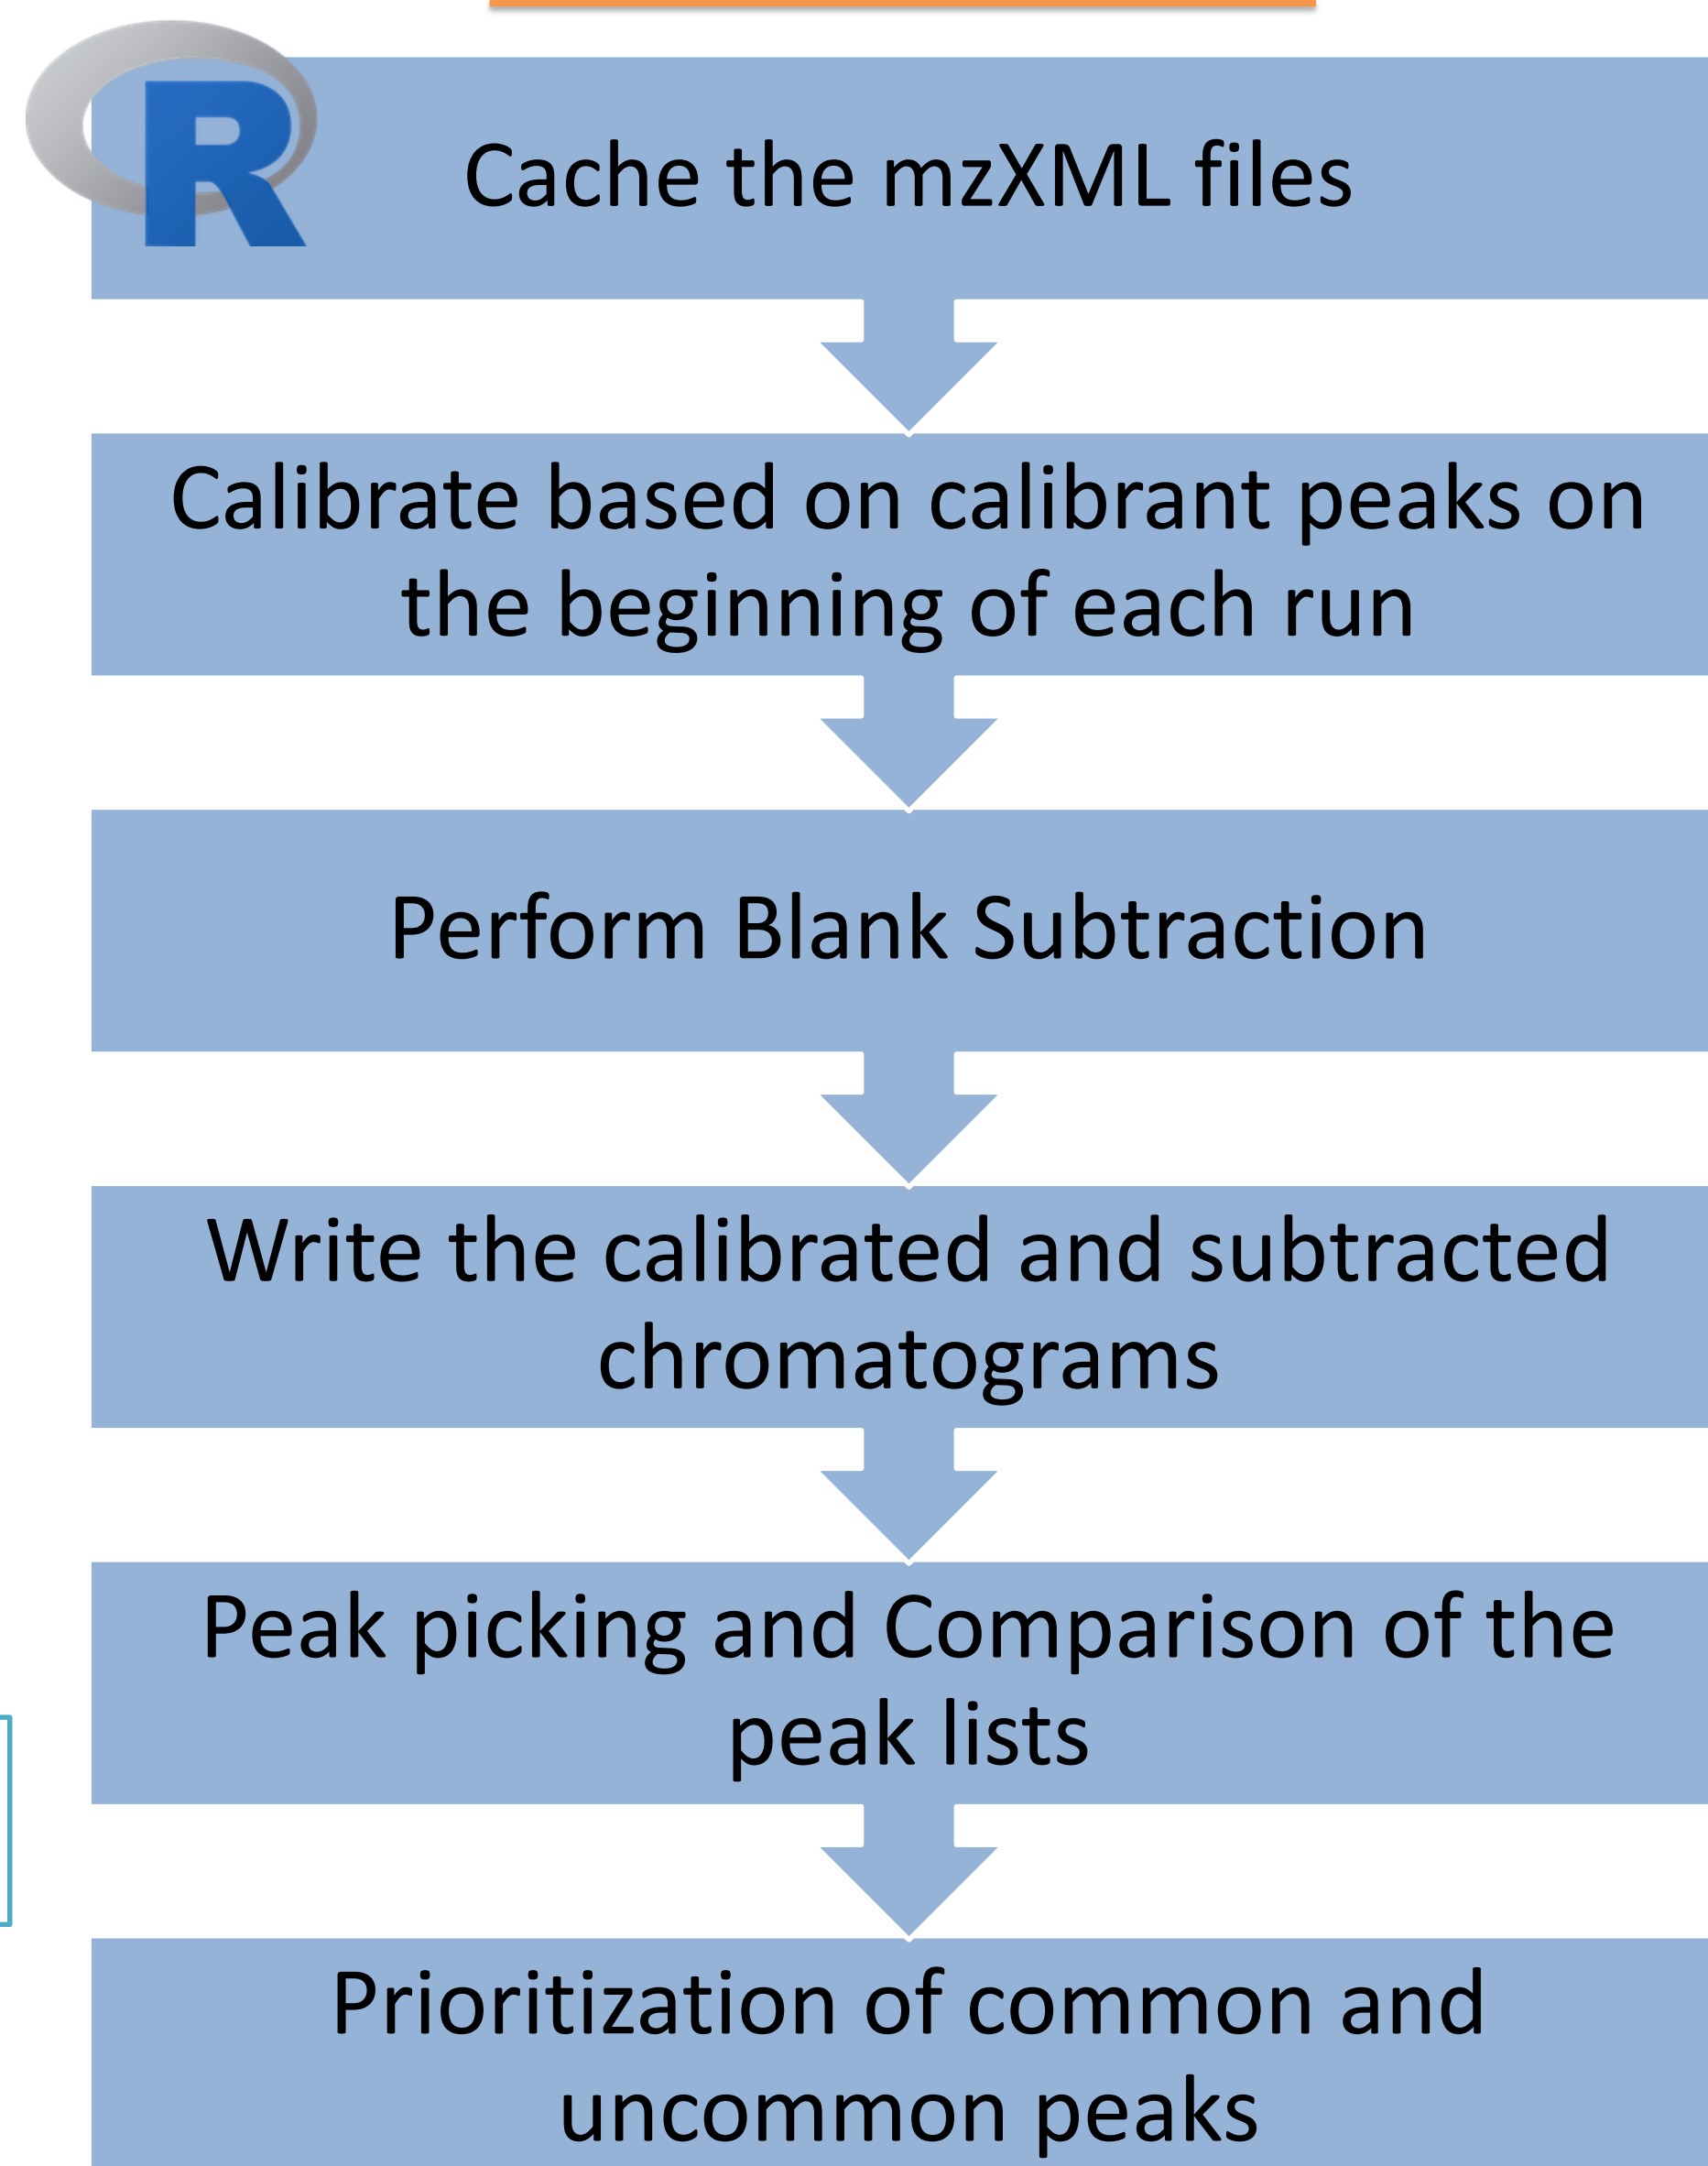 R
Cache the mzXML files
Calibrate based on calibrant peaks on
the beginning of each run
Perform Blank Subtraction
Write the calibrated and subtracted
chromatograms
Peak picking and Comparison of the
peak lists
Prioritization of common and
uncommon peaks